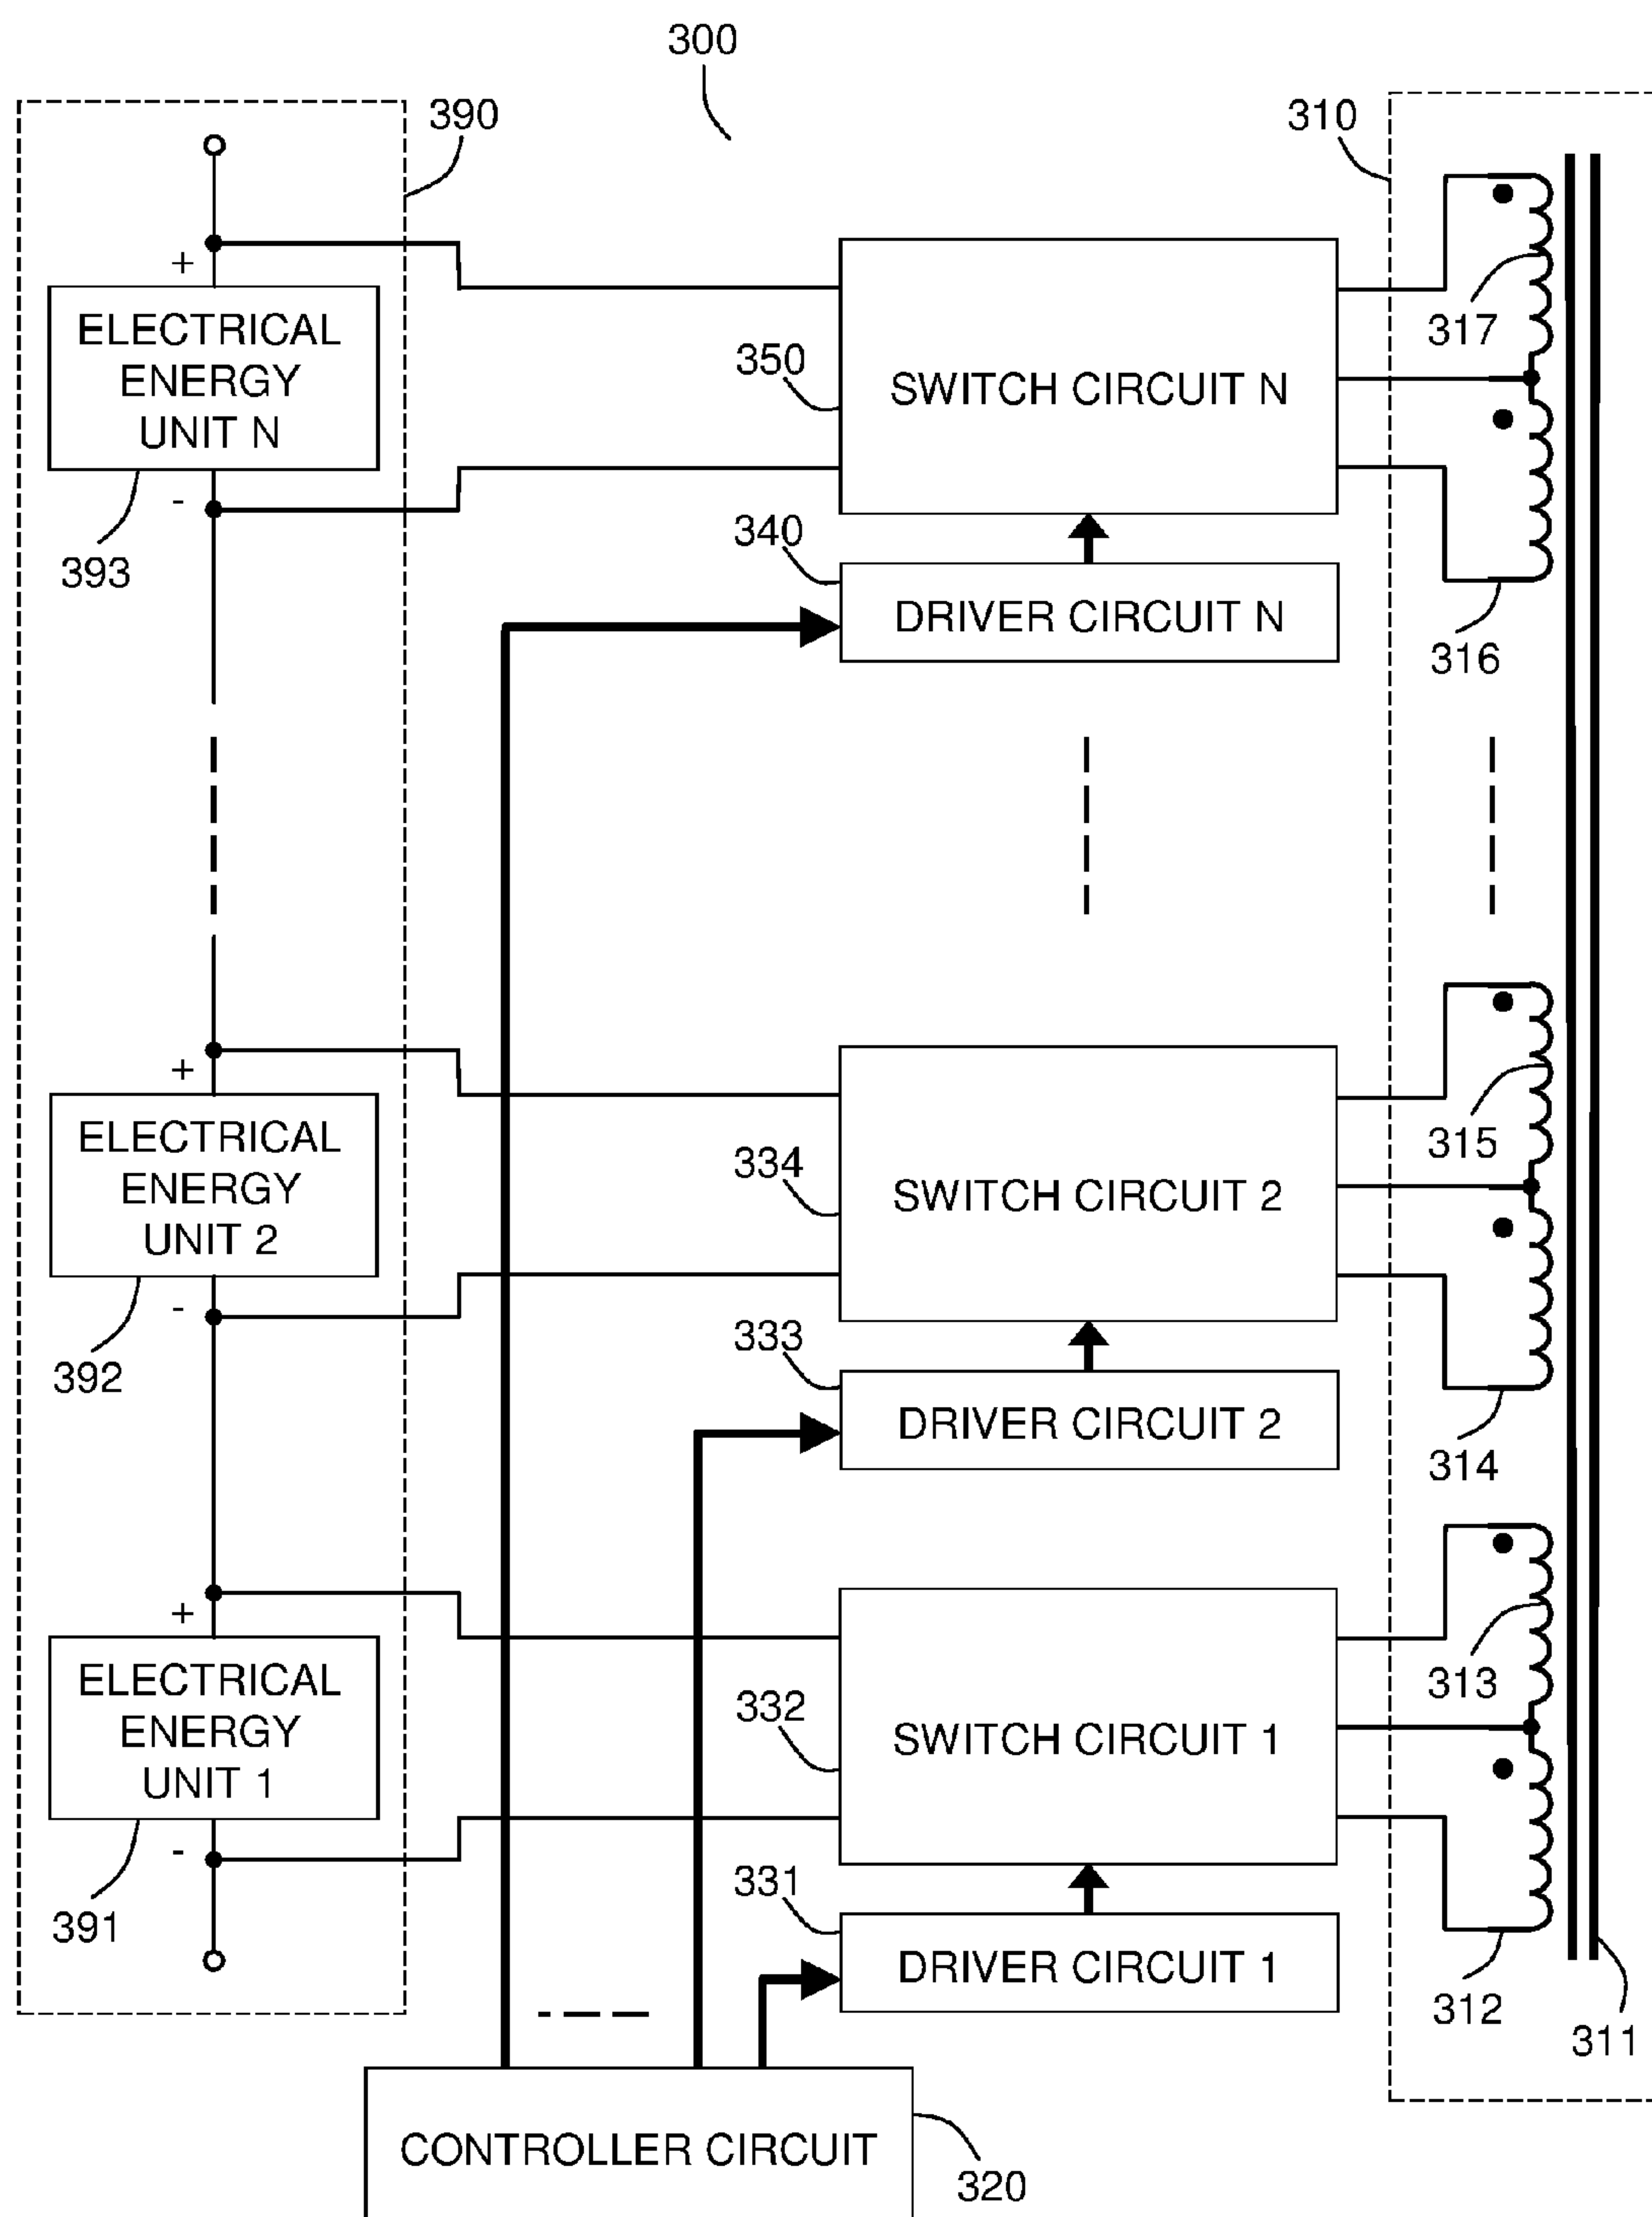 300
390
310
+
ELECTRICAL
ENERGY
UNIT N
-
393
350
SWITCH CIRCUIT N
317
340
DRIVER CIRCUIT N
316
+
ELECTRICAL
ENERGY
UNIT 2
-
392
334
SWITCH CIRCUIT 2
315
333
DRIVER CIRCUIT 2
314
+
ELECTRICAL
ENERGY
UNIT 1
-
391
332
SWITCH CIRCUIT 1
313
331
DRIVER CIRCUIT 1
312
311
CONTROLLER CIRCUIT
320